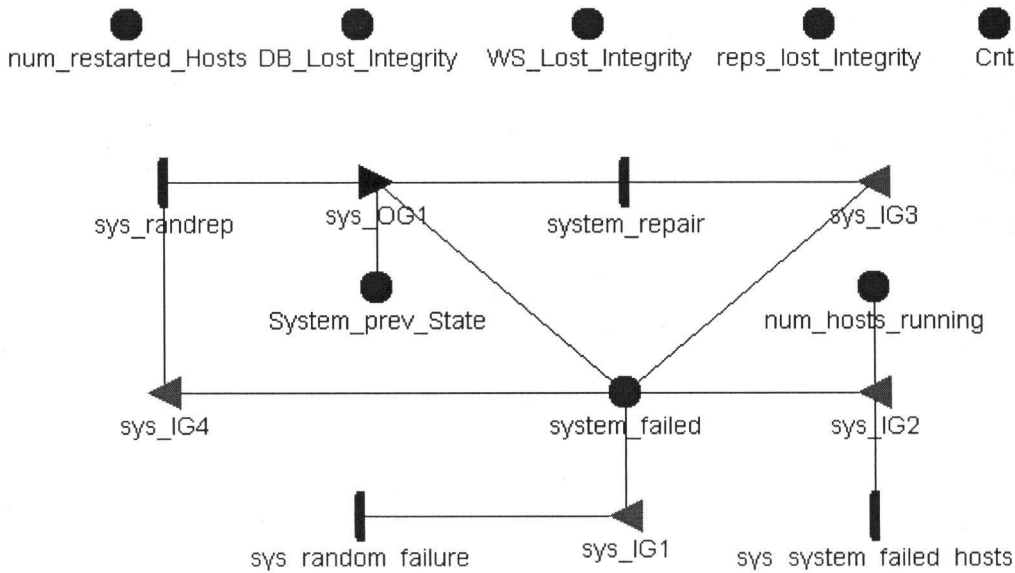 num_restarted_Hosts DB_Lost_Integrity WS_Lost_Integrity reps_lost_Integrity Cnt
sys_randrep sys_OG1 system_repair sys_IG3
System_prev_State num_hosts_running
sys_IG4 system_failed sys_IG2
sys_random_failure sys_IG1 sys_system_failed_hosts